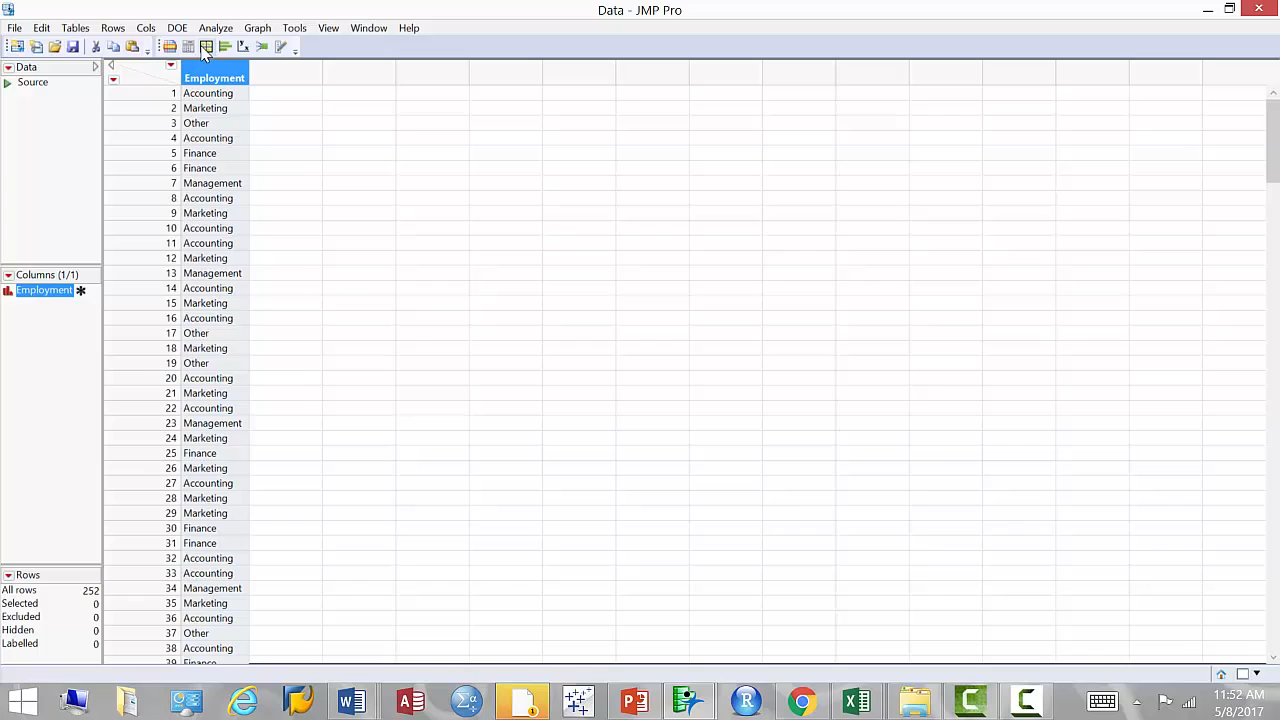 Data - JMP Pro
File Edit Tables Rows Cols DOE Analyze Graph Tools View Window Help
Data
Source
Employment
1 Accounting
2 Marketing
3 Other
4 Accounting
5 Finance
6 Finance
7 Management
8 Accounting
9 Marketing
10 Accounting
11 Accounting
12 Marketing
13 Management
14 Accounting
15 Marketing
16 Accounting
17 Other
18 Marketing
19 Other
20 Accounting
21 Marketing
22 Accounting
23 Management
24 Marketing
25 Finance
26 Marketing
27 Accounting
28 Marketing
29 Marketing
30 Finance
31 Finance
32 Accounting
33 Accounting
34 Management
35 Marketing
36 Accounting
37 Other
38 Accounting
39 Finance
Columns (1/1)
Employment
Rows
All rows 252
Selected 0
Excluded 0
Hidden 0
Labelled 0
11:52 AM
5/8/2017